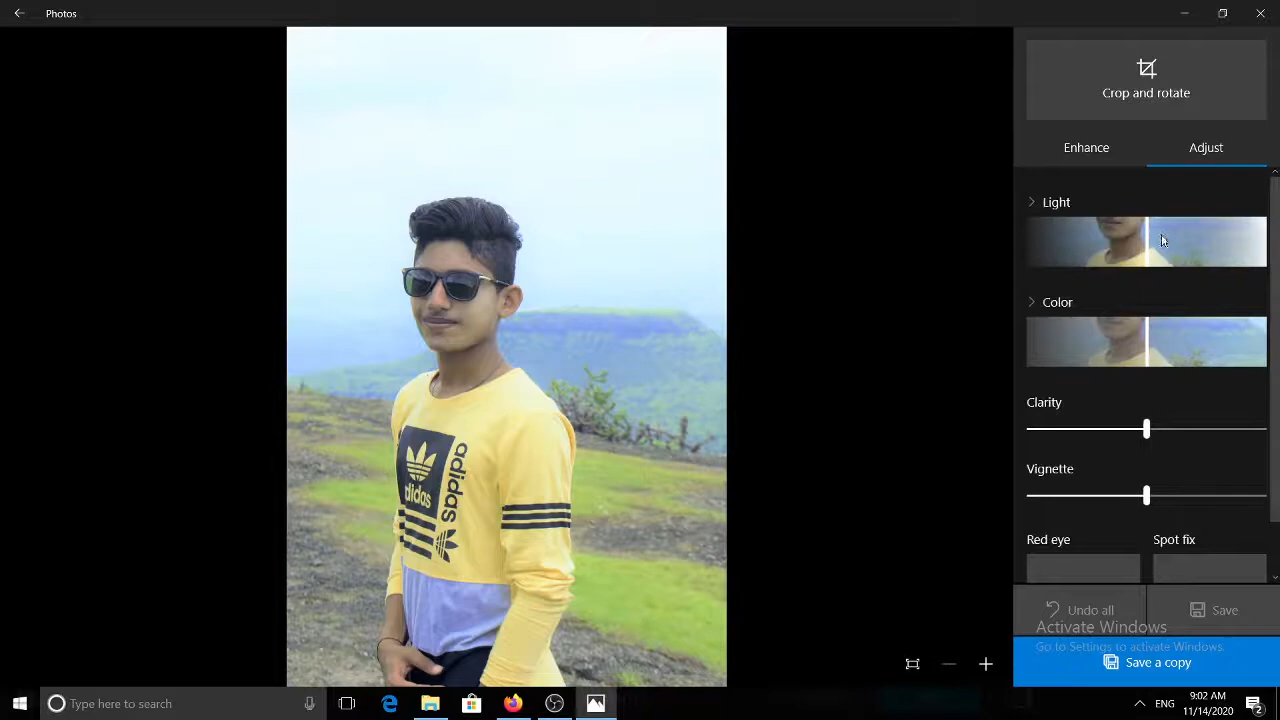 Photos
Crop and rotate
Enhance
Adjust
Light
Color
Clarity
Vignette
Red eye
Spot fix
Undo all
Save
Activate Windows
Go to Settings to activate Windows.
Save a copy
adidas
adidas
Type here to search
ENG
9:02 AM
11/14/2020
2